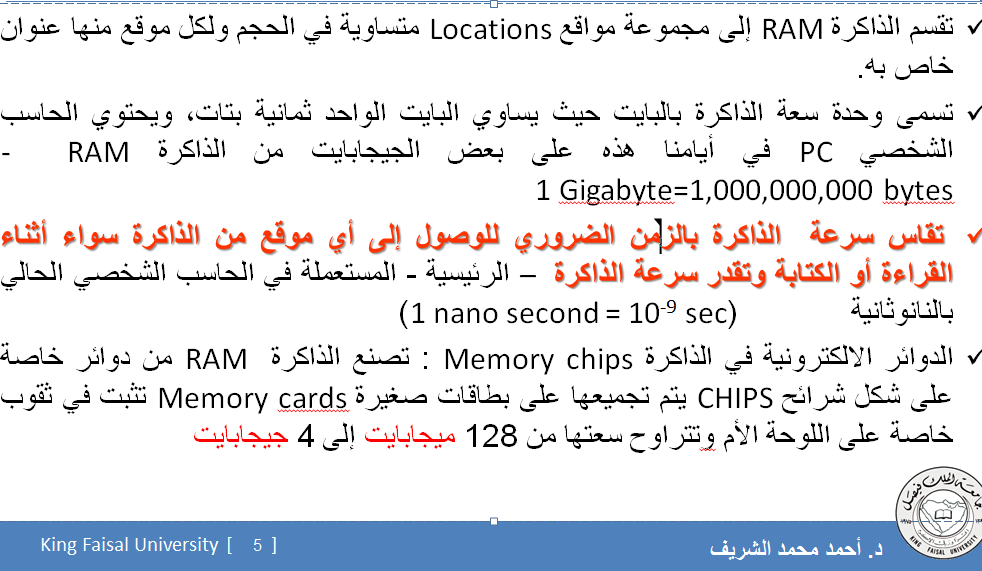 ✓ تقسم الذاكرة RAM إلى مجموعة مواقع Locations متساوية في الحجم ولكل موقع منها عنوان
خاص به.
✓ تسمى وحدة سعة الذاكرة بالبايت حيث يساوي البايت الواحد ثمانية بتات، ويحتوي الحاسب
الشخصي PC في أيامنا هذه على بعض الجيجابايت من الذاكرة RAM -
1 Gigabyte=1,000,000,000 bytes
✓ تقاس سرعة الذاكرة بالزمن الضروري للوصول إلى أي موقع من الذاكرة سواء أثناء
القراءة أو الكتابة وتقدر سرعة الذاكرة – الرئيسية - المستعملة في الحاسب الشخصي الحالي
بالنانوثانية (1 nano second = 10⁻⁹ sec)
✓ الدوائر الالكترونية في الذاكرة Memory chips : تصنع الذاكرة RAM من دوائر خاصة
على شكل شرائح CHIPS يتم تجميعها على بطاقات صغيرة Memory cards تثبت في ثقوب
خاصة على اللوحة الأم وتتراوح سعتها من 128 ميجابايت إلى 4 جيجابايت
جامعة الملك فيصل
KING FAISAL UNIVERSITY
King Faisal University [ 5 ]
د. أحمد محمد الشريف